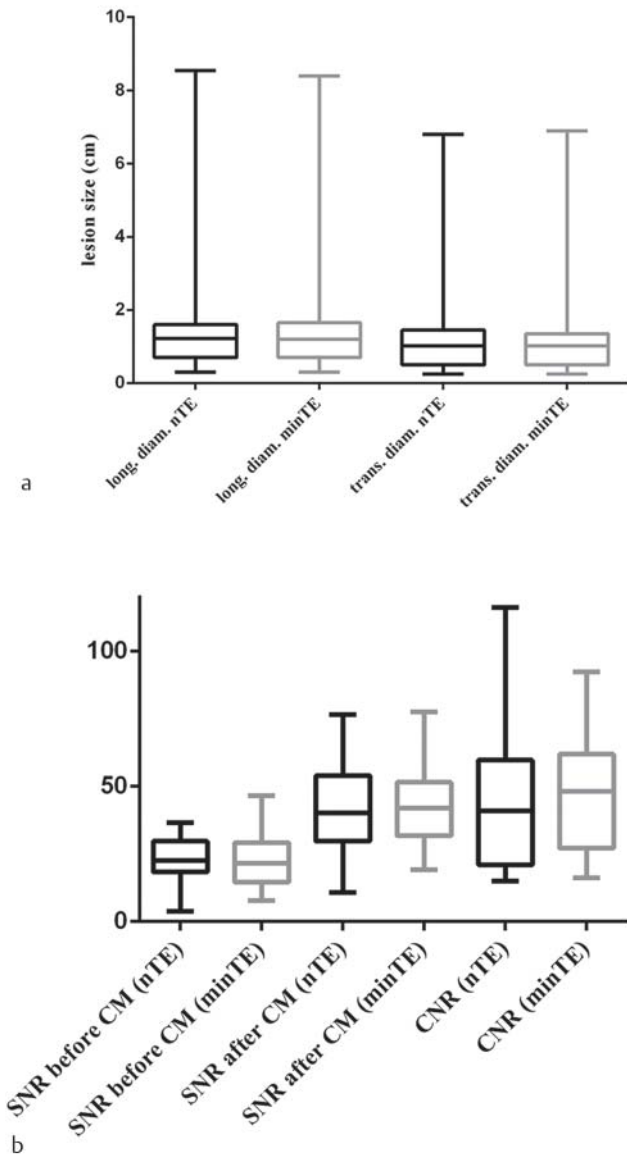 10
8
6
4
2
0
lesion size (cm)
long. diam. nTE
long. diam. minTE
trans. diam. nTE
trans. diam. minTE
a
100
50
0
SNR before CM (nTE)
SNR before CM (minTE)
SNR after CM (nTE)
SNR after CM (minTE)
CNR (nTE)
CNR (minTE)
b